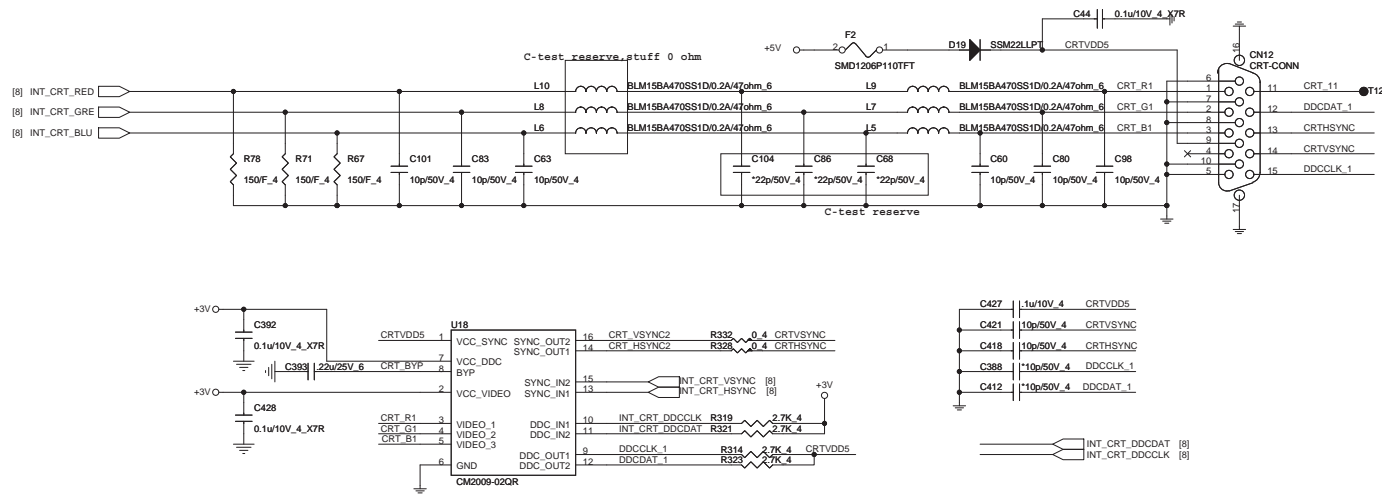 C44 0.1u/10V_4_X7R
F2
+5V 2 1 D19 SSM22LLPT CRTVDD5
SMD1206P110TFT
16
CN12
CRT-CONN
C-test reserve,stuff 0 ohm
[8] INT_CRT_RED L10 BLM15BA470SS1D/0.2A/47ohm_6 L9 BLM15BA470SS1D/0.2A/47ohm_6 CRT_R1
[8] INT_CRT_GRE L8 BLM15BA470SS1D/0.2A/47ohm_6 L7 BLM15BA470SS1D/0.2A/47ohm_6 CRT_G1
[8] INT_CRT_BLU L6 BLM15BA470SS1D/0.2A/47ohm_6 L5 BLM15BA470SS1D/0.2A/47ohm_6 CRT_B1
6
1 11 CRT_11 T12
7
2 12 DDCDAT_1
8
3 13 CRTHSYNC
9
4 14 CRTVSYNC
10
5 15 DDCCLK_1
17
R78 R71 R67 C101 C83 C63 C104 C86 C68 C60 C80 C98
150/F_4 150/F_4 150/F_4 10p/50V_4 10p/50V_4 10p/50V_4 *22p/50V_4 *22p/50V_4 *22p/50V_4 10p/50V_4 10p/50V_4 10p/50V_4
C-test reserve
+3V
C392
0.1u/10V_4_X7R
C393 .22u/25V_6 CRT_BYP
+3V
C428
0.1u/10V_4_X7R
U18
CRTVDD5 1 VCC_SYNC SYNC_OUT2 16 CRT_VSYNC2 R332 0_4 CRTVSYNC
SYNC_OUT1 14 CRT_HSYNC2 R328 0_4 CRTHSYNC
7 VCC_DDC
8 BYP
SYNC_IN2 15 INT_CRT_VSYNC [8]
2 VCC_VIDEO SYNC_IN1 13 INT_CRT_HSYNC [8]
+3V
CRT_R1 3 VIDEO_1 DDC_IN1 10 INT_CRT_DDCCLK R319 2.7K_4
CRT_G1 4 VIDEO_2 DDC_IN2 11 INT_CRT_DDCDAT R321 2.7K_4
CRT_B1 5 VIDEO_3
DDC_OUT1 9 DDCCLK_1 R314 2.7K_4 CRTVDD5
6 GND DDC_OUT2 12 DDCDAT_1 R323 2.7K_4
CM2009-02QR
C427 .1u/10V_4 CRTVDD5
C421 10p/50V_4 CRTVSYNC
C418 10p/50V_4 CRTHSYNC
C388 *10p/50V_4 DDCCLK_1
C412 *10p/50V_4 DDCDAT_1
INT_CRT_DDCDAT [8]
INT_CRT_DDCCLK [8]